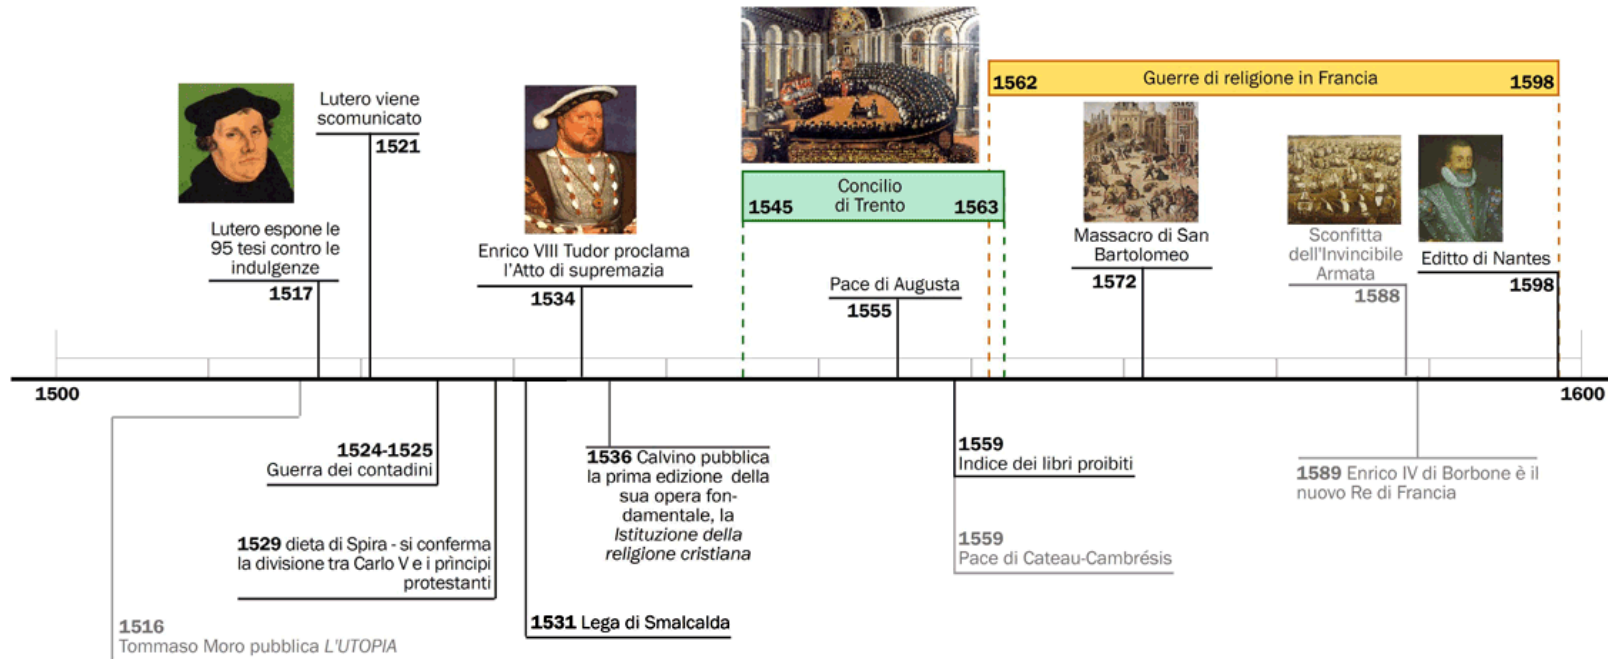 Lutero espone le
95 tesi contro le
indulgenze
1517
Lutero viene
scomunicato
1521
Enrico VIII Tudor proclama
l'Atto di supremazia
1534
Concilio
di Trento
1545
1563
Pace di Augusta
1555
1562
Guerre di religione in Francia
1598
Massacro di San
Bartolomeo
1572
Sconfitta
dell'Invincibile
Armata
1588
Editto di Nantes
1598
1500
1600
1516
Tommaso Moro pubblica L'UTOPIA
1524-1525
Guerra dei contadini
1529 dieta di Spira - si conferma
la divisione tra Carlo V e i prìncipi
protestanti
1531 Lega di Smalcalda
1536 Calvino pubblica
la prima edizione della
sua opera fon-
damentale, la
Istituzione della
religione cristiana
1559
Indice dei libri proibiti
1559
Pace di Cateau-Cambrésis
1589 Enrico IV di Borbone è il
nuovo Re di Francia